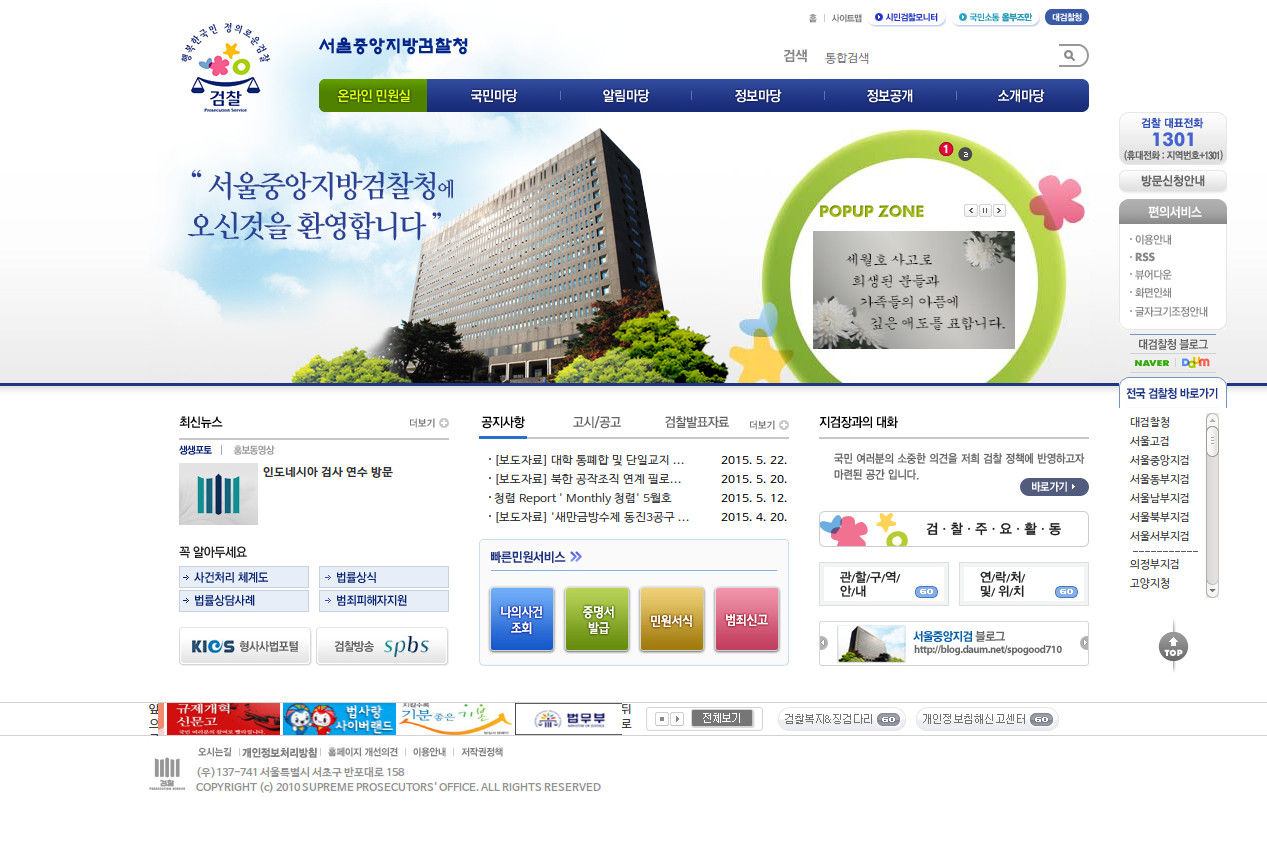 홈
사이트맵
시민검찰모니터
국민소통 옴부즈만
대검찰청
행복한국민 정의로운검찰
검찰
Prosecution Service
서울중앙지방검찰청
검색
통합검색
온라인 민원실
국민마당
알림마당
정보마당
정보공개
소개마당
“ 서울중앙지방검찰청에
오신것을 환영합니다 ”
1
2
POPUP ZONE
세월호 사고로
희생된 분들과
가족들의 아픔에
깊은 애도를 표합니다.
검찰 대표전화
1301
(휴대전화 : 지역번호+1301)
방문신청안내
편의서비스
이용안내
RSS
뷰어다운
화면인쇄
글자크기조정안내
대검찰청 블로그
NAVER
Daum
전국 검찰청 바로가기
대검찰청
서울고검
서울중앙지검
서울동부지검
서울남부지검
서울북부지검
서울서부지검
-----------
의정부지검
고양지청
TOP
최신뉴스
더보기
생생포토
홍보동영상
인도네시아 검사 연수 방문
꼭 알아두세요
사건처리 체계도
법률상식
법률상담사례
범죄피해자지원
KICS 형사사법포털
검찰방송 spbs
공지사항
고시/공고
검찰발표자료
더보기
[보도자료] 대학 통폐합 및 단일교지 ... 2015. 5. 22.
[보도자료] 북한 공작조직 연계 필로... 2015. 5. 20.
청렴 Report ' Monthly 청렴' 5월호 2015. 5. 12.
[보도자료] '새만금방수제 동진3공구 ... 2015. 4. 20.
빠른민원서비스
나의사건
조회
증명서
발급
민원서식
범죄신고
지검장과의 대화
국민 여러분의 소중한 의견을 저희 검찰 정책에 반영하고자
마련된 공간 입니다.
바로가기
검·찰·주·요·활·동
관/할/구/역/
안/내
GO
연/락/처/
및/ 위/치
GO
서울중앙지검 블로그
http://blog.daum.net/spogood710
앞
으
규제개혁
신문고
법사랑
사이버랜드
기분좋은 기본
법무부
뒤
로
전체보기
검찰복지&징검다리 GO
개인정보침해신고센터 GO
오시는길
개인정보처리방침
홈페이지 개선의견
이용안내
저작권정책
검찰
PROSECUTION SERVICE
(우)137-741 서울특별시 서초구 반포대로 158
COPYRIGHT (c) 2010 SUPREME PROSECUTORS' OFFICE. ALL RIGHTS RESERVED